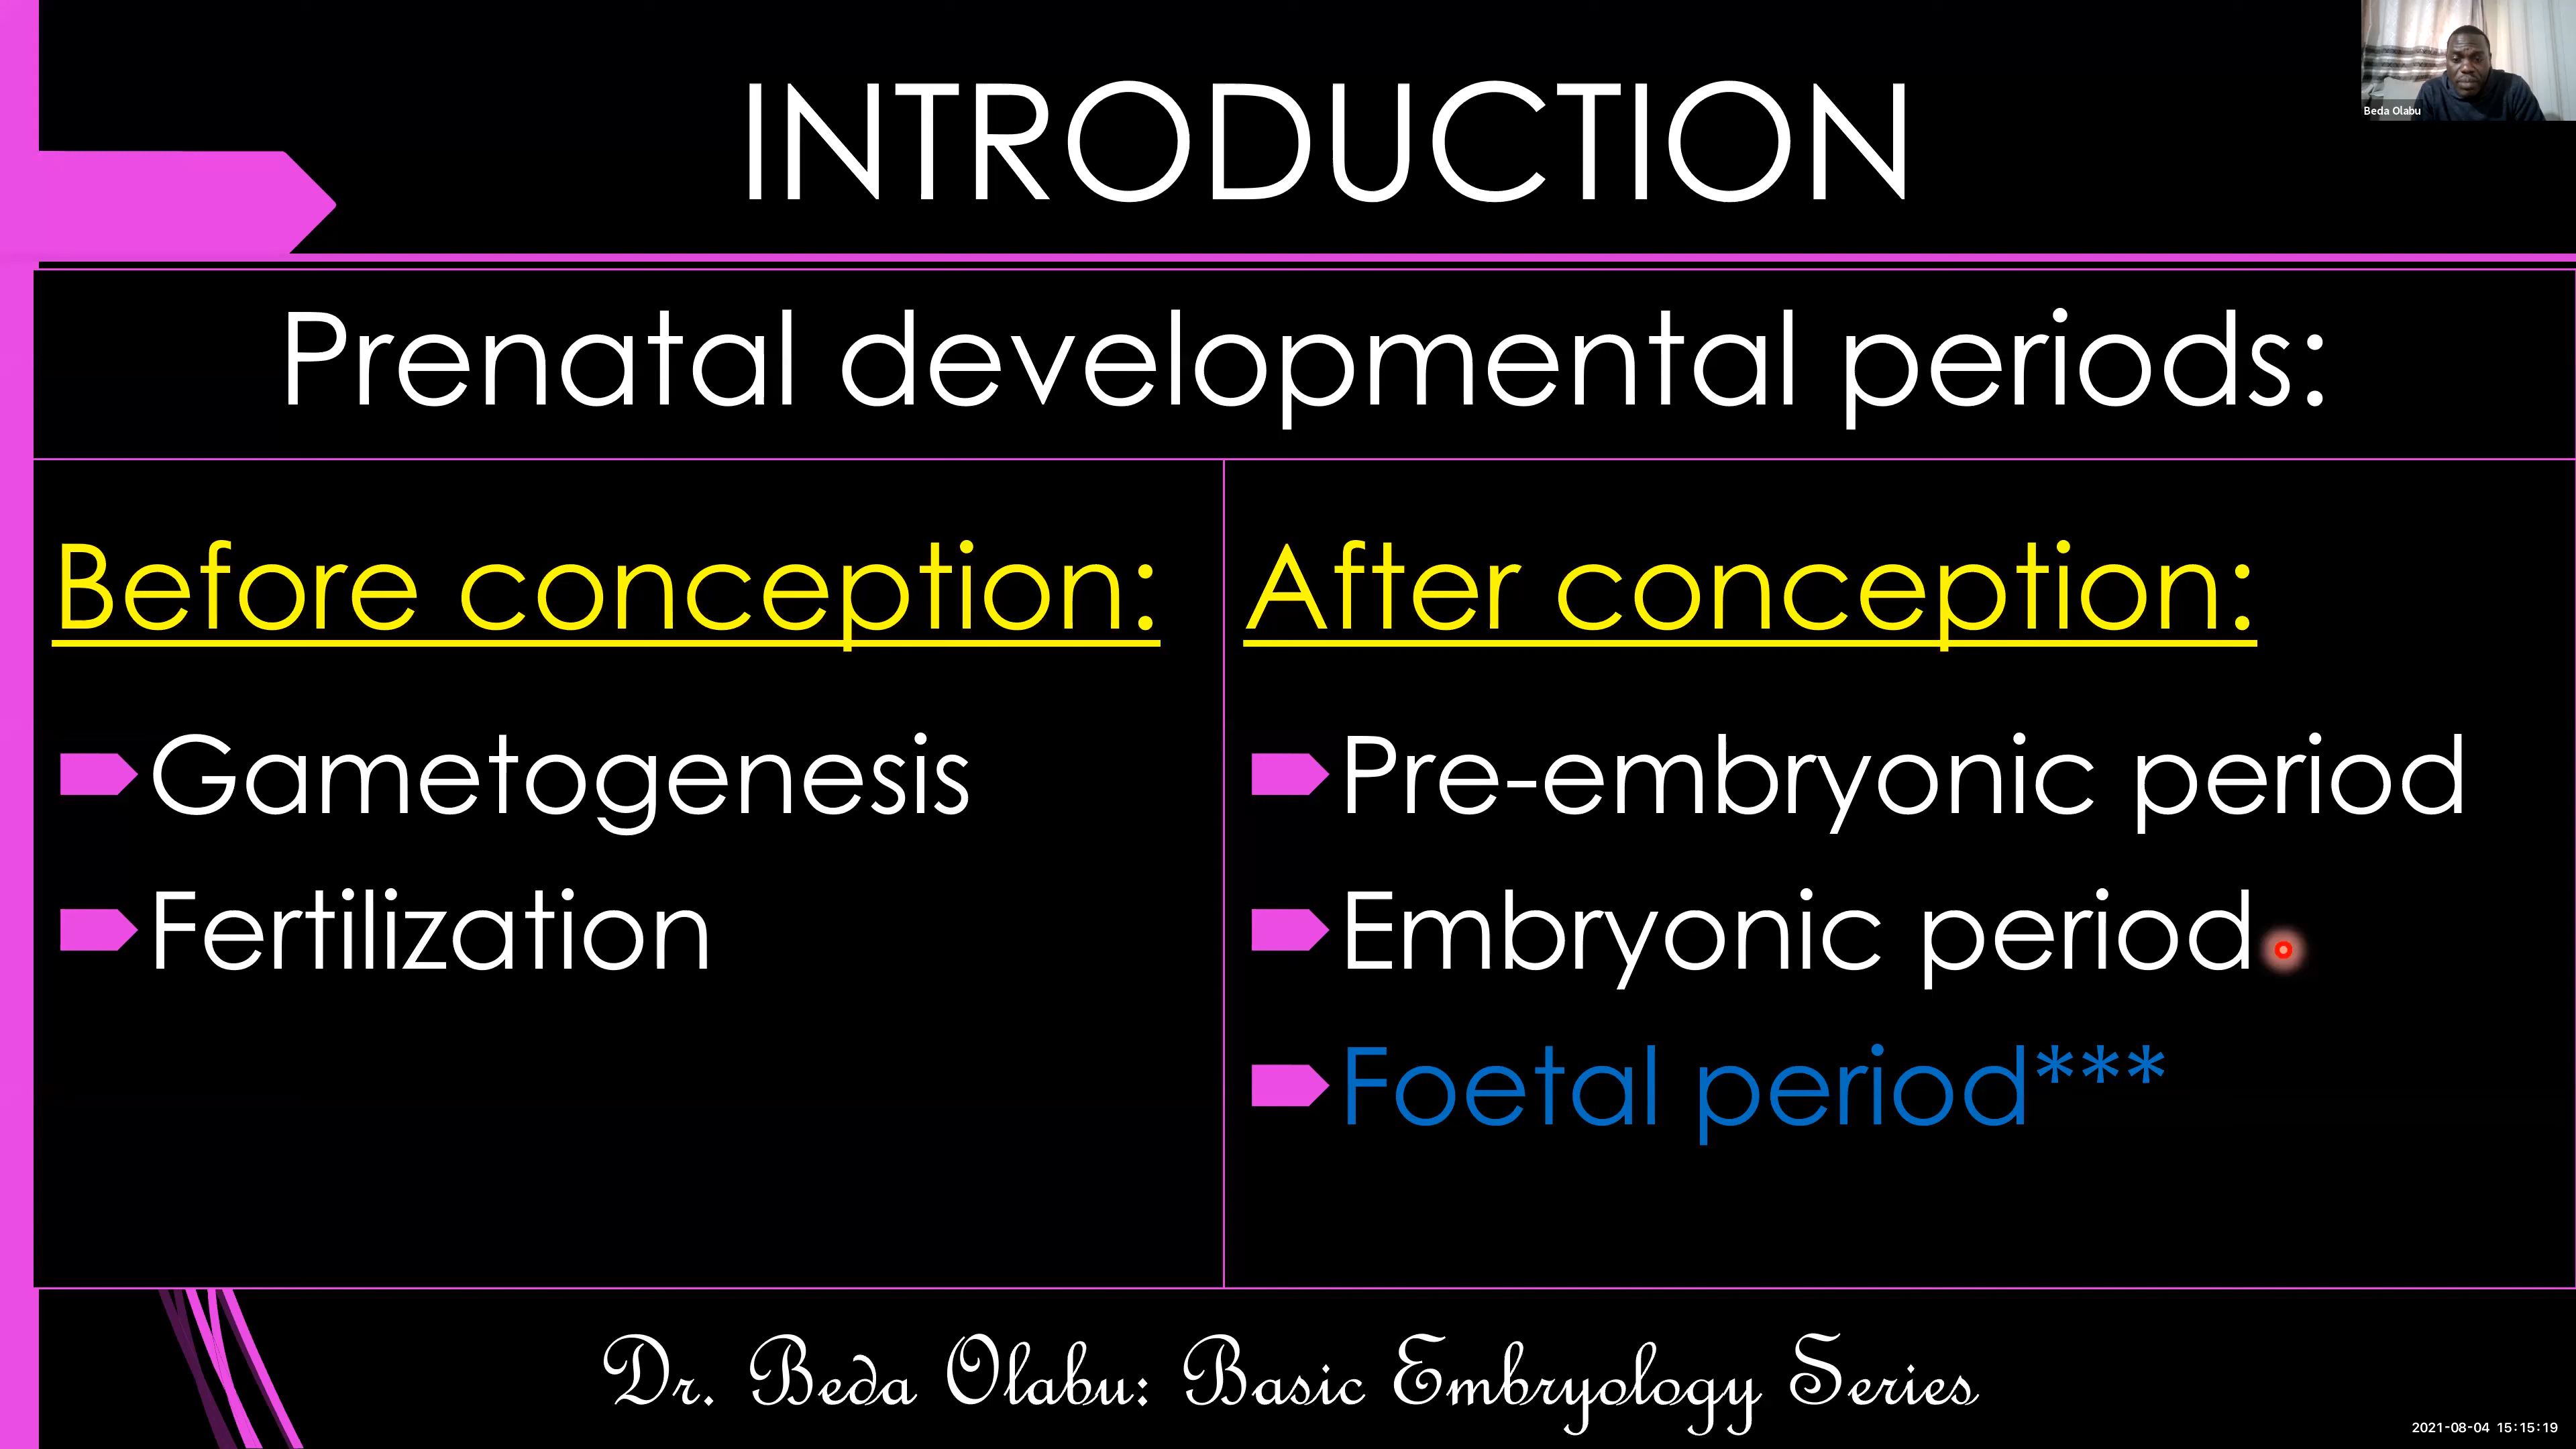 INTRODUCTION
Beda Olabu
Prenatal developmental periods:
Before conception:
Gametogenesis
Fertilization
After conception:
Pre-embryonic period
Embryonic period
Foetal period***
Dr. Beda Olabu: Basic Embryology Series
2021-08-04 15:15:19